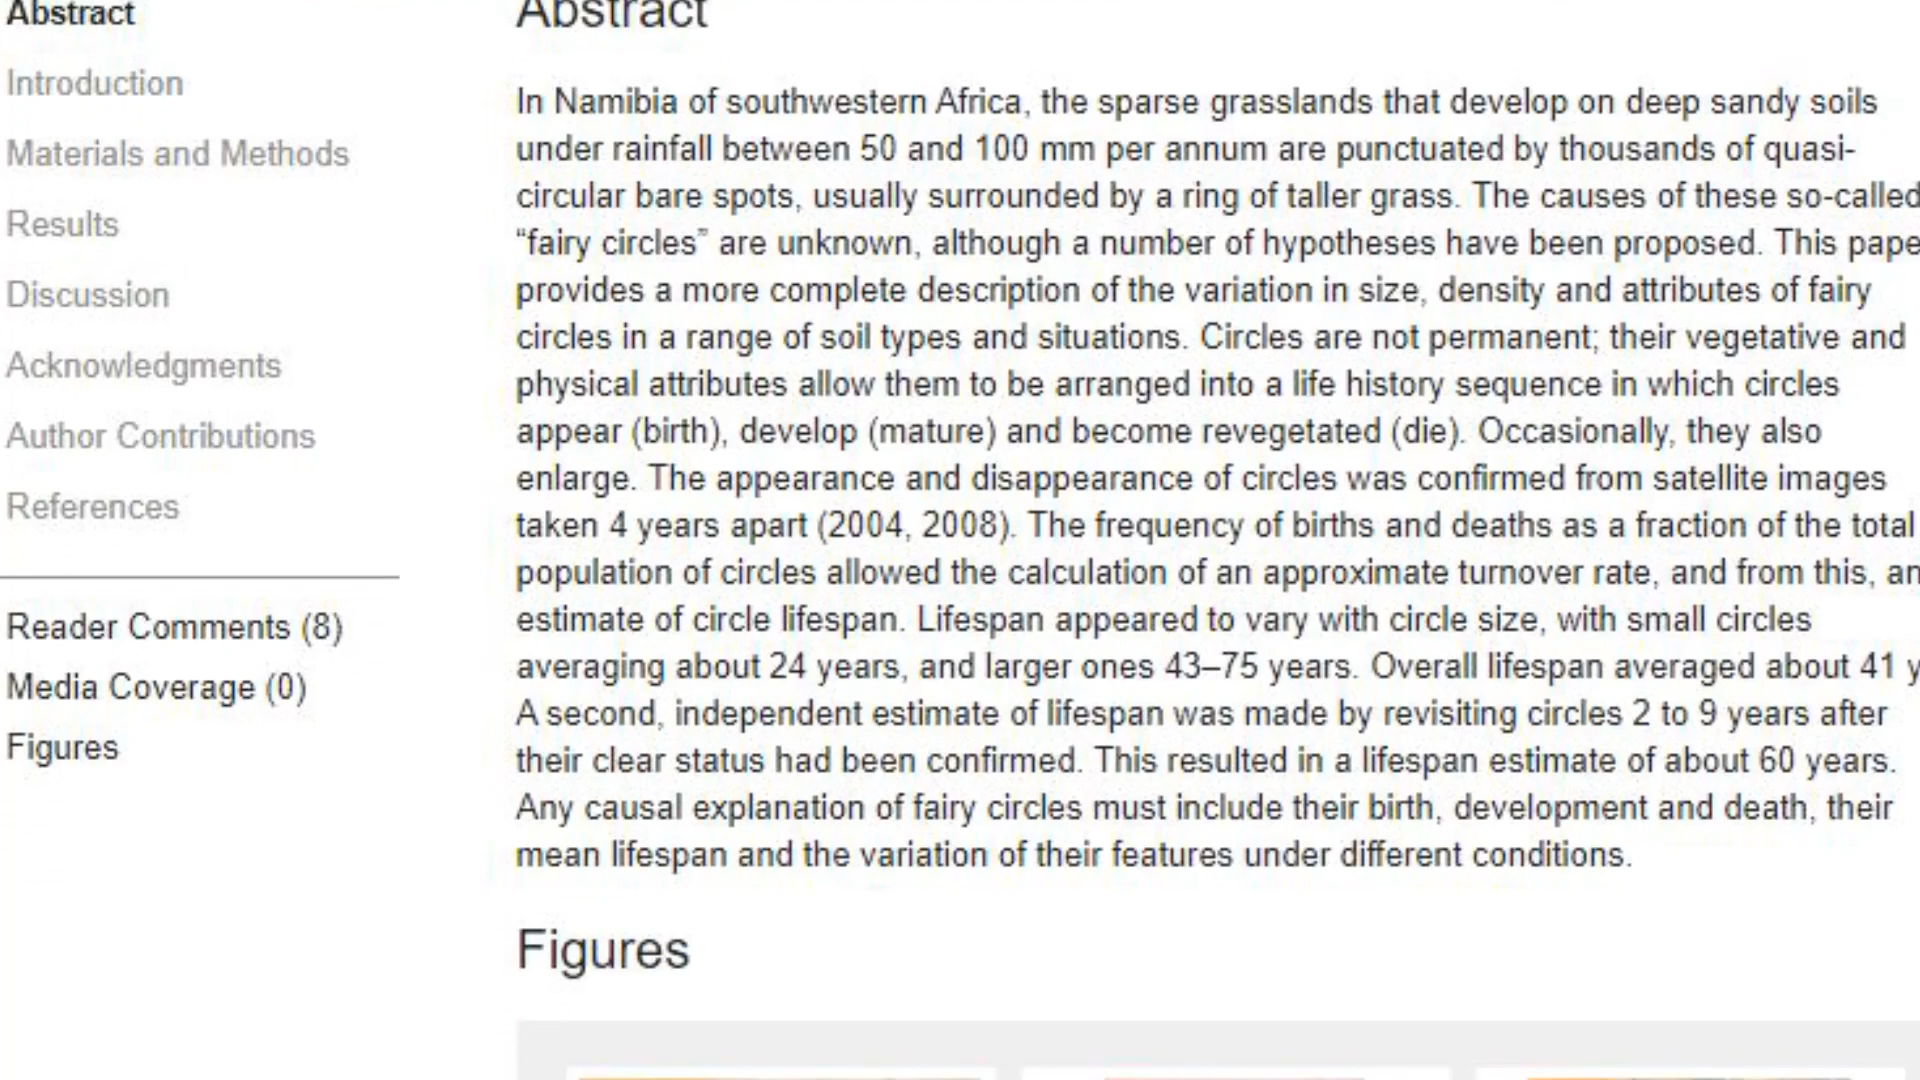 Abstract
Introduction
Materials and Methods
Results
Discussion
Acknowledgments
Author Contributions
References
Reader Comments (8)
Media Coverage (0)
Figures
Abstract
In Namibia of southwestern Africa, the sparse grasslands that develop on deep sandy soils
under rainfall between 50 and 100 mm per annum are punctuated by thousands of quasi-
circular bare spots, usually surrounded by a ring of taller grass. The causes of these so-called
“fairy circles” are unknown, although a number of hypotheses have been proposed. This pape
provides a more complete description of the variation in size, density and attributes of fairy
circles in a range of soil types and situations. Circles are not permanent; their vegetative and
physical attributes allow them to be arranged into a life history sequence in which circles
appear (birth), develop (mature) and become revegetated (die). Occasionally, they also
enlarge. The appearance and disappearance of circles was confirmed from satellite images
taken 4 years apart (2004, 2008). The frequency of births and deaths as a fraction of the total
population of circles allowed the calculation of an approximate turnover rate, and from this, an
estimate of circle lifespan. Lifespan appeared to vary with circle size, with small circles
averaging about 24 years, and larger ones 43–75 years. Overall lifespan averaged about 41 y
A second, independent estimate of lifespan was made by revisiting circles 2 to 9 years after
their clear status had been confirmed. This resulted in a lifespan estimate of about 60 years.
Any causal explanation of fairy circles must include their birth, development and death, their
mean lifespan and the variation of their features under different conditions.
Figures